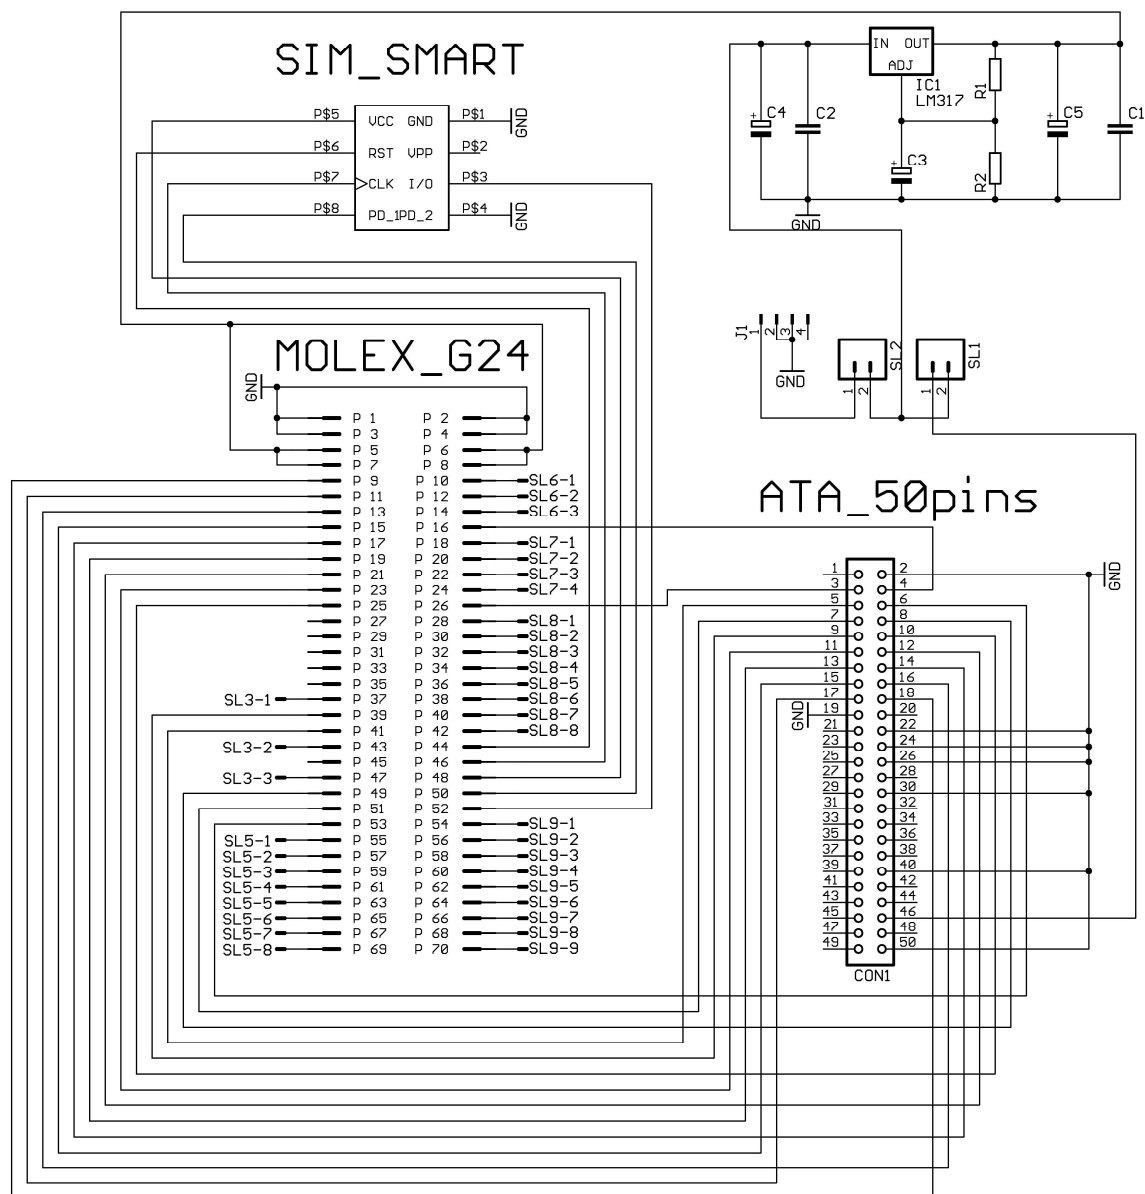 SIM_SMART
IN OUT
ADJ
IC1
LM317
R1
C4
C2
C3
R2
C5
C1
GND
P$5 VCC GND P$1 GND
P$6 RST VPP P$2
P$7 CLK I/O P$3
P$8 PD_1PD_2 P$4 GND
J1
1
2
3
4
GND
SL2
1
2
SL1
1
2
MOLEX_G24
GND
P 1 P 2
P 3 P 4
P 5 P 6
P 7 P 8
P 9 P 10 SL6-1
P 11 P 12 SL6-2
P 13 P 14 SL6-3
P 15 P 16
P 17 P 18 SL7-1
P 19 P 20 SL7-2
P 21 P 22 SL7-3
P 23 P 24 SL7-4
P 25 P 26
P 27 P 28 SL8-1
P 29 P 30 SL8-2
P 31 P 32 SL8-3
P 33 P 34 SL8-4
P 35 P 36 SL8-5
SL3-1 P 37 P 38 SL8-6
P 39 P 40 SL8-7
P 41 P 42 SL8-8
SL3-2 P 43 P 44
P 45 P 46
SL3-3 P 47 P 48
P 49 P 50
P 51 P 52
P 53 P 54 SL9-1
SL5-1 P 55 P 56 SL9-2
SL5-2 P 57 P 58 SL9-3
SL5-3 P 59 P 60 SL9-4
SL5-4 P 61 P 62 SL9-5
SL5-5 P 63 P 64 SL9-6
SL5-6 P 65 P 66 SL9-7
SL5-7 P 67 P 68 SL9-8
SL5-8 P 69 P 70 SL9-9
ATA_50pins
1 2 GND
3 4
5 6
7 8
9 10
11 12
13 14
15 16
17 18
GND 19 20
21 22
23 24
25 26
27 28
29 30
31 32
33 34
35 36
37 38
39 40
41 42
43 44
45 46
47 48
49 50
CON1